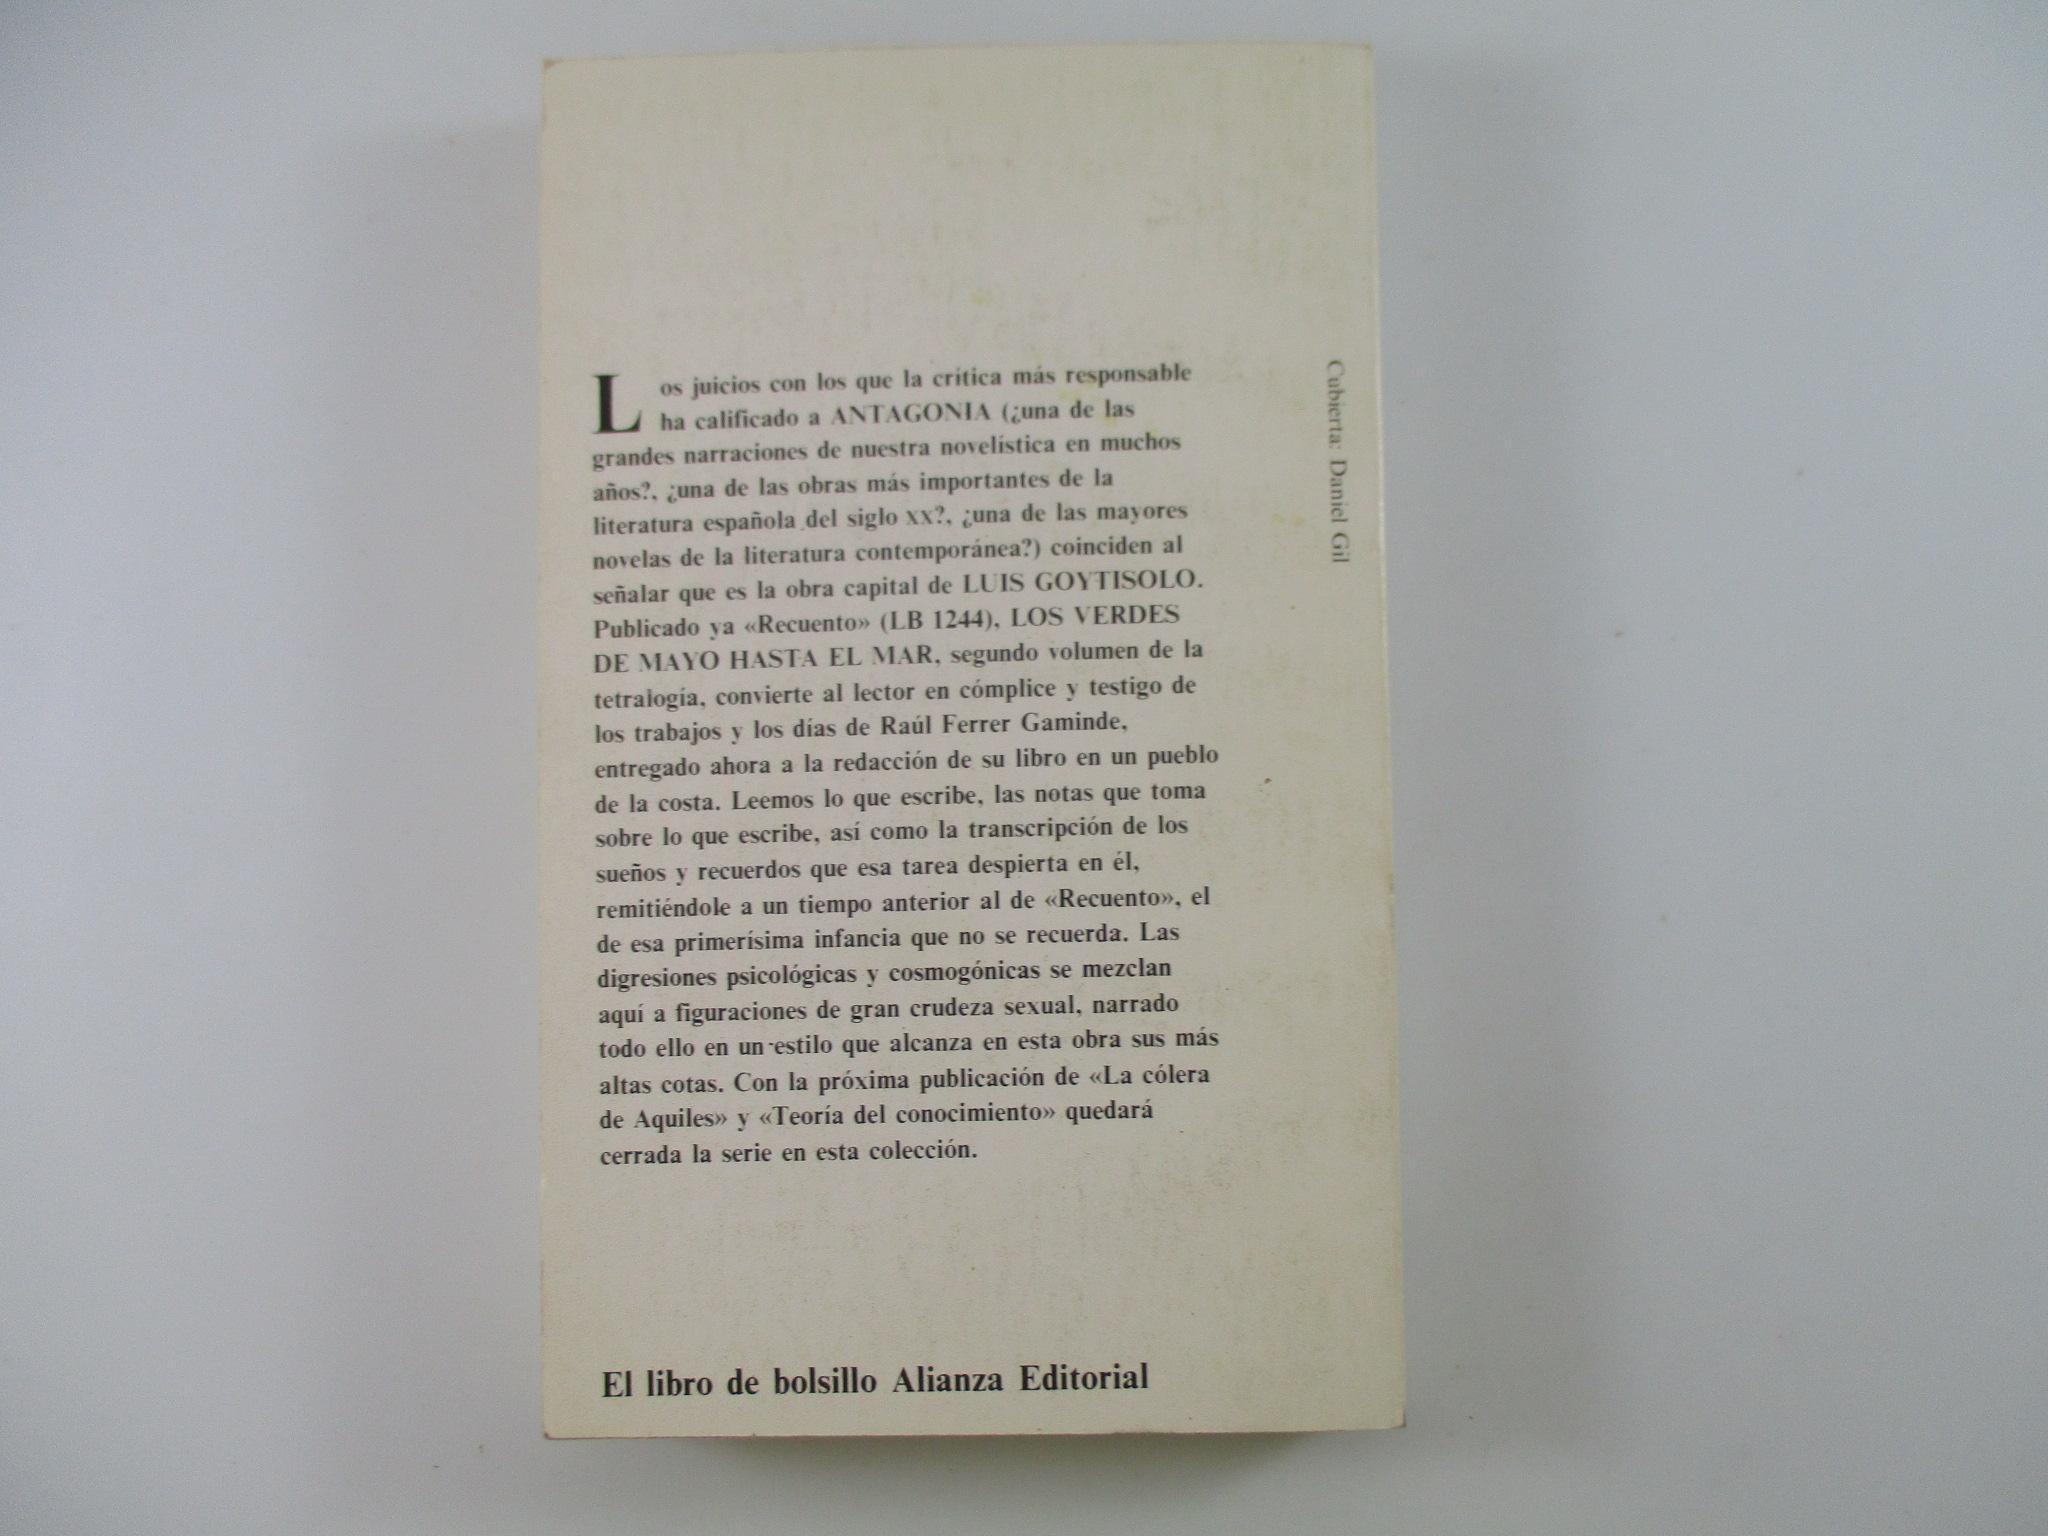 Los juicios con los que la crítica más responsable
ha calificado a ANTAGONIA (¿una de las
grandes narraciones de nuestra novelística en muchos
años?, ¿una de las obras más importantes de la
literatura española del siglo XX?, ¿una de las mayores
novelas de la literatura contemporánea?) coinciden al
señalar que es la obra capital de LUIS GOYTISOLO.
Publicado ya «Recuento» (LB 1244), LOS VERDES
DE MAYO HASTA EL MAR, segundo volumen de la
tetralogía, convierte al lector en cómplice y testigo de
los trabajos y los días de Raúl Ferrer Gaminde,
entregado ahora a la redacción de su libro en un pueblo
de la costa. Leemos lo que escribe, las notas que toma
sobre lo que escribe, así como la transcripción de los
sueños y recuerdos que esa tarea despierta en él,
remitiéndole a un tiempo anterior al de «Recuento», el
de esa primerísima infancia que no se recuerda. Las
digresiones psicológicas y cosmogónicas se mezclan
aquí a figuraciones de gran crudeza sexual, narrado
todo ello en un estilo que alcanza en esta obra sus más
altas cotas. Con la próxima publicación de «La cólera
de Aquiles» y «Teoría del conocimiento» quedará
cerrada la serie en esta colección.
El libro de bolsillo Alianza Editorial
Cubierta: Daniel Gil